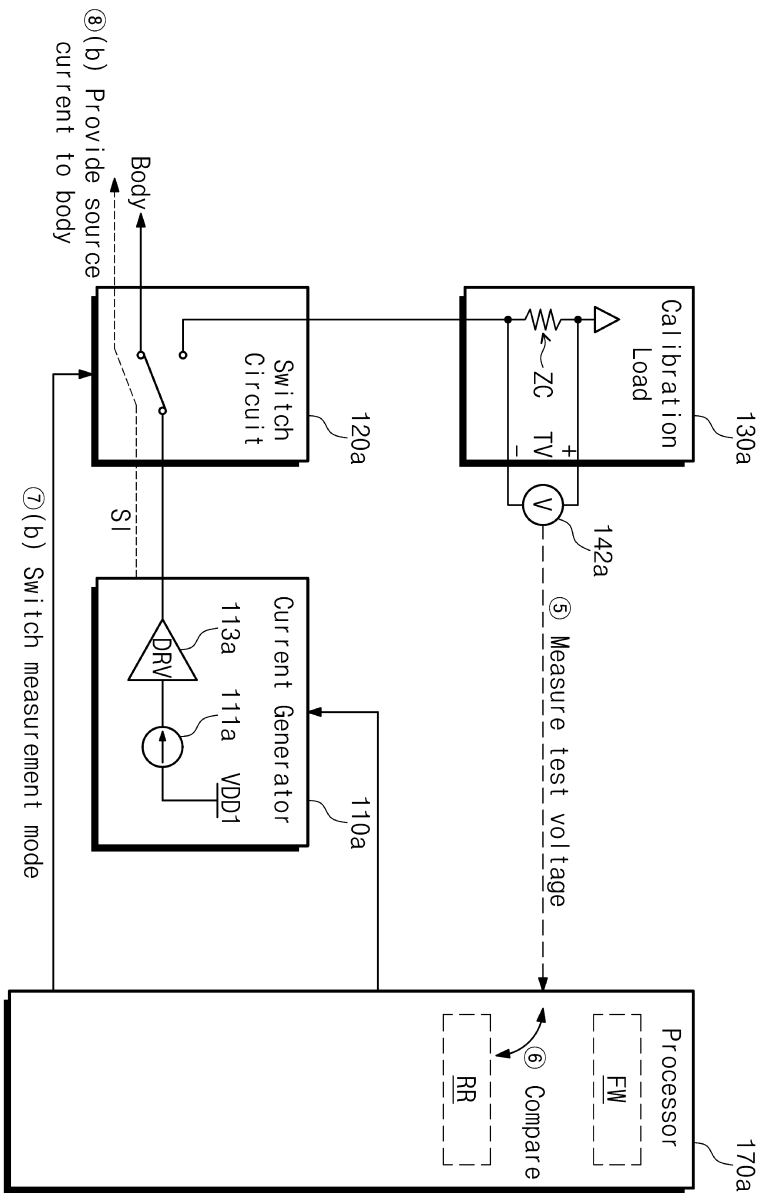 Calibration
Load
130a
ZC
+
TV
-
V
142a
⑤ Measure test voltage
Processor
170a
FW
⑥ Compare
RR
Switch
Circuit
120a
Body
⑧(b) Provide source
current to body
SI
Current Generator
110a
113a
DRV
111a
VDD1
⑦(b) Switch measurement mode